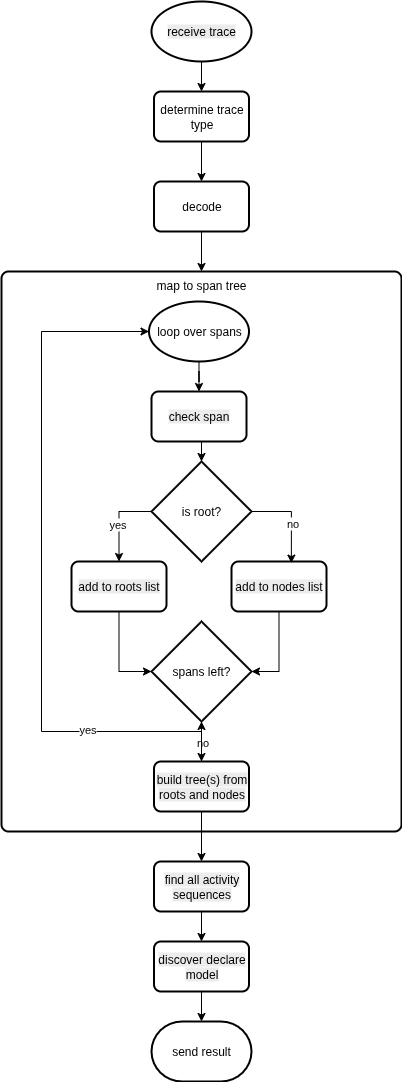 receive trace
determine trace
type
decode
map to span tree
loop over spans
check span
is root?
yes
no
add to roots list
add to nodes list
spans left?
yes
no
build tree(s) from
roots and nodes
find all activity
sequences
discover declare
model
send result